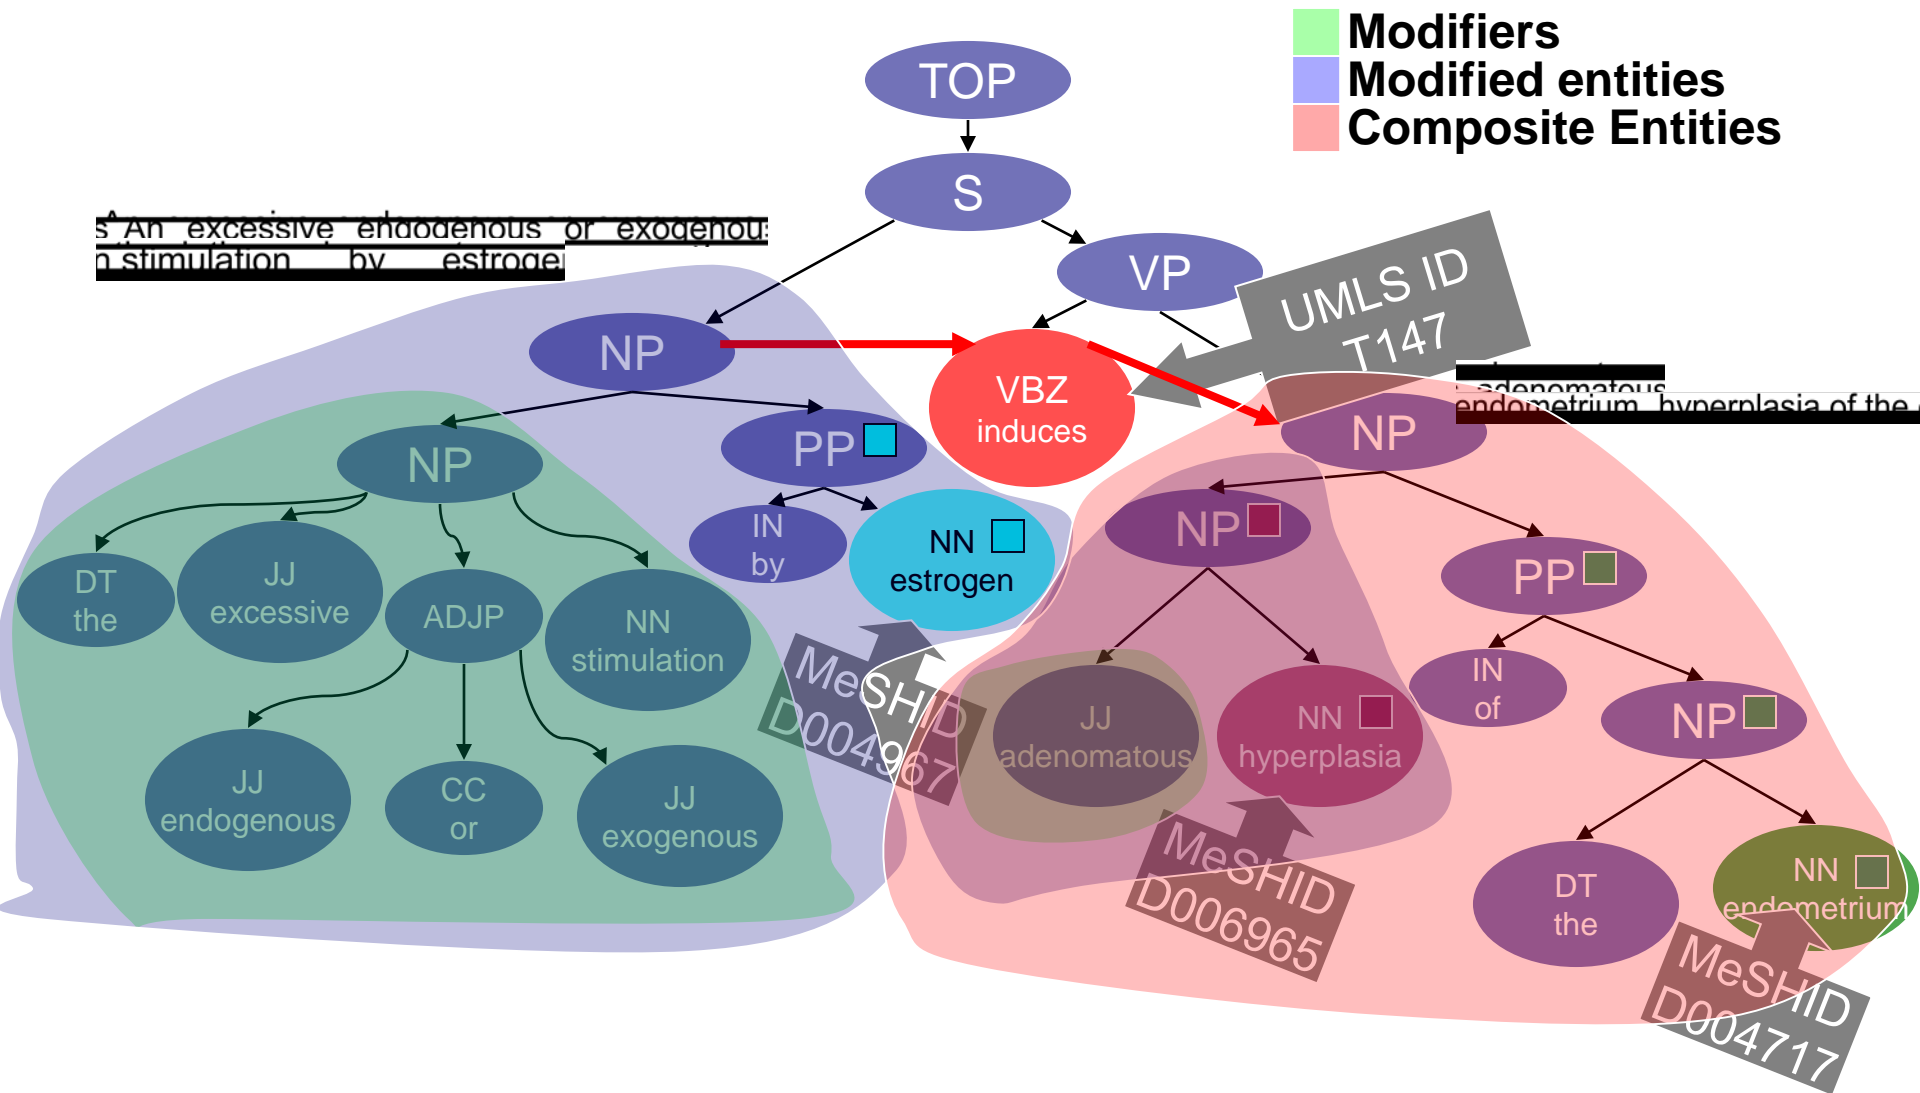 Modifiers
Modified entities
Composite Entities
TOP
S
An excessive endogenous or exogenous
stimulation by estrogen
VP
UMLS ID
T147
NP
VBZ
induces
adenomatous
endometrium hyperplasia of the
NP
NP
PP
IN
by
NN
estrogen
NP
PP
DT
the
JJ
excessive
ADJP
NN
stimulation
IN
of
NP
JJ
adenomatous
NN
hyperplasia
MeSHID
D004967
JJ
endogenous
CC
or
JJ
exogenous
MeSHID
D006965
DT
the
NN
endometrium
MeSHID
D004717